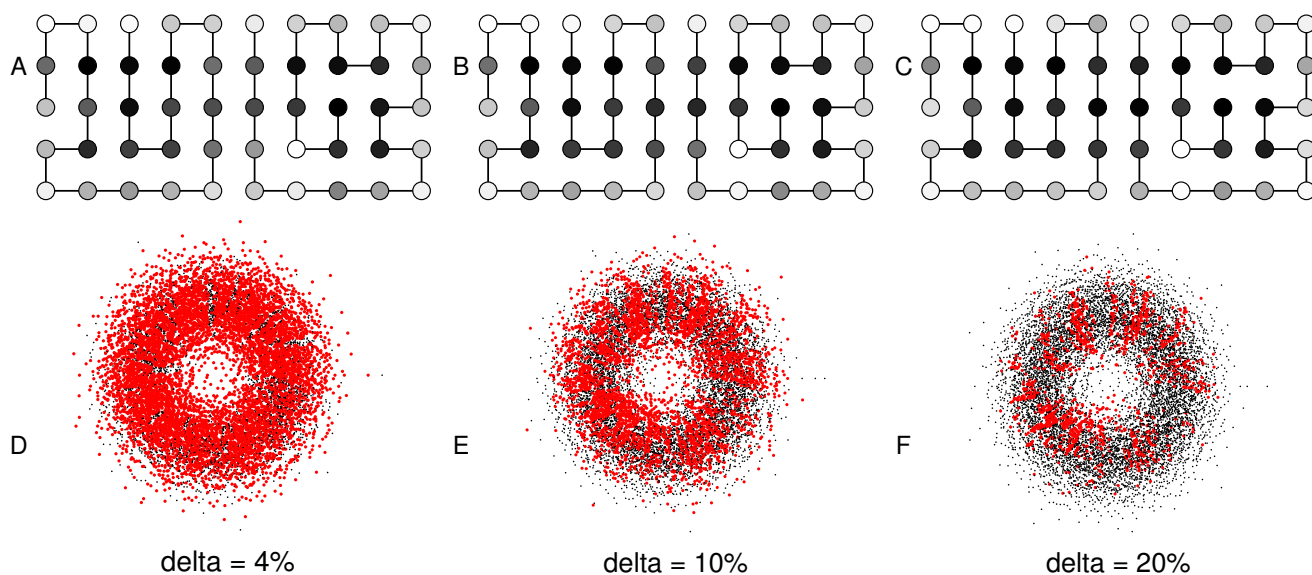 A
B
C
D
E
F
delta = 4%
delta = 10%
delta = 20%